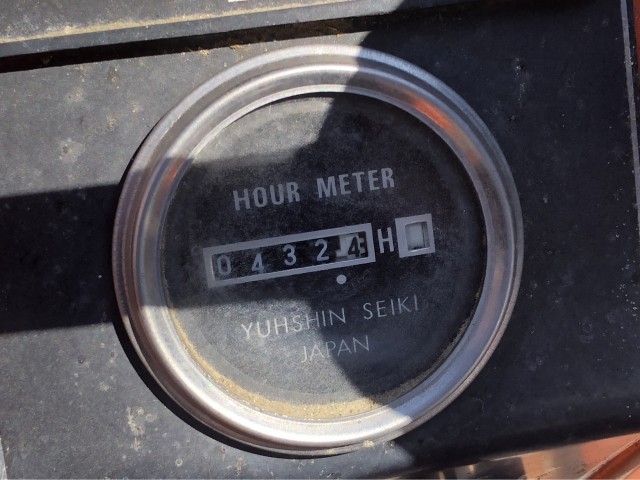 HOUR METER
04324 H
YUHSHIN SEIKI
JAPAN